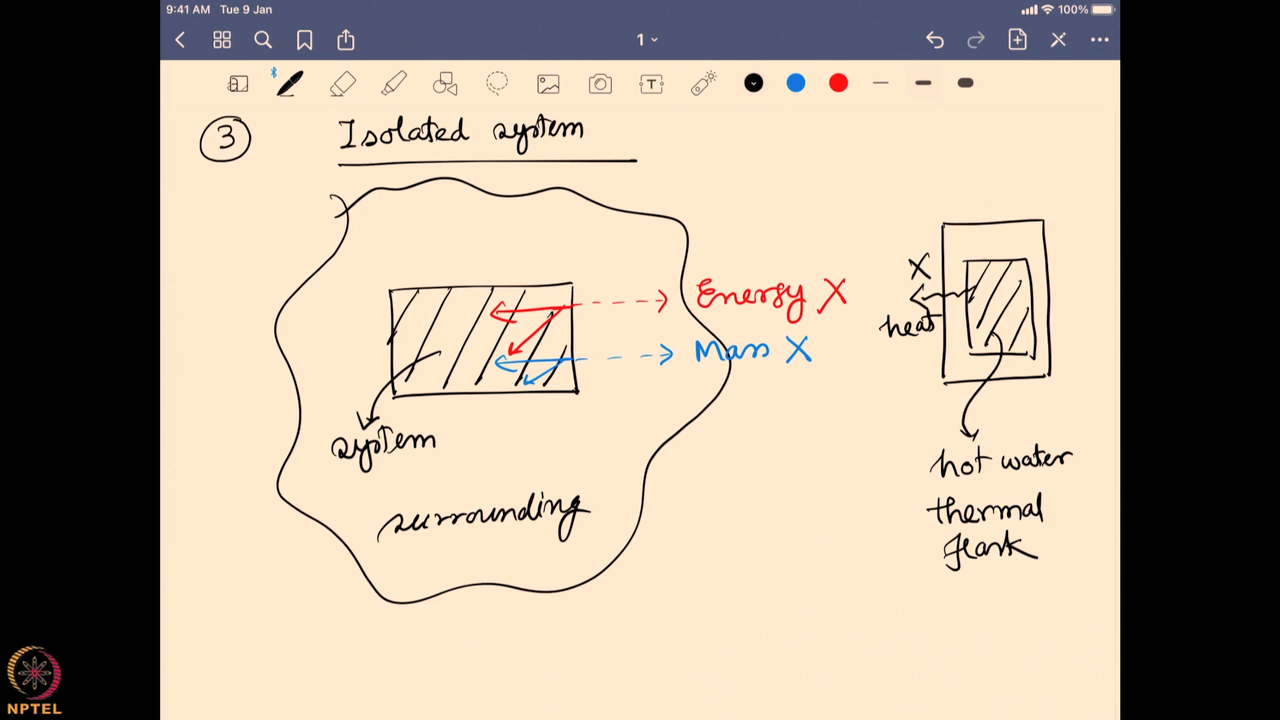 9:41 AM Tue 9 Jan
100%
1
T
3 Isolated system
Energy X
Mass X
system
surrounding
X
heat
hot water
thermal
flask
NPTEL